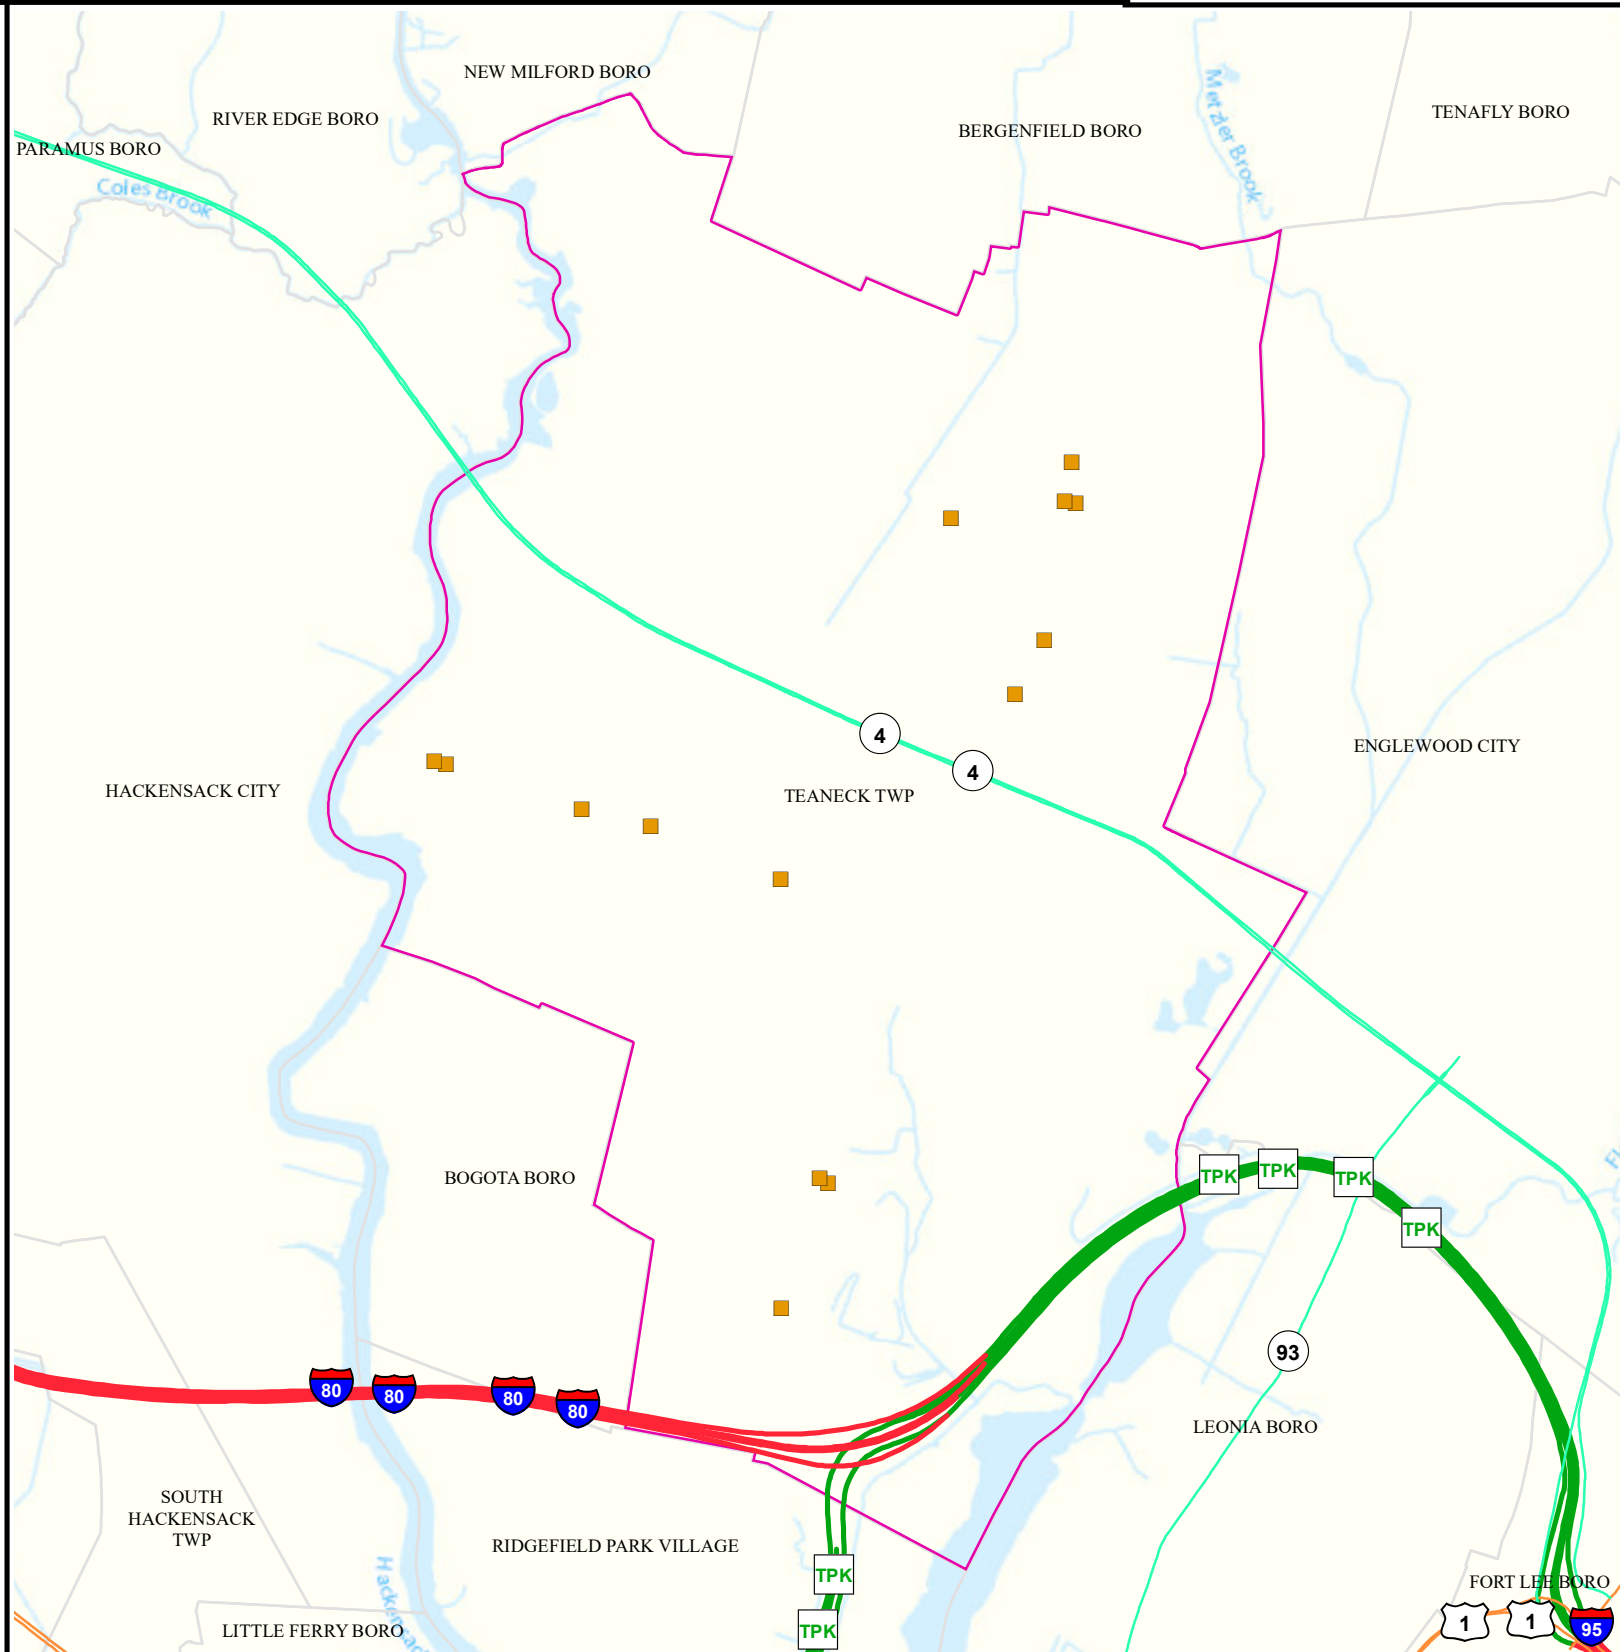 NEW MILFORD BORO
RIVER EDGE BORO
TENAFLY BORO
BERGENFIELD BORO
PARAMUS BORO
Metzler Brook
Coles Brook
4
4
TEANECK TWP
ENGLEWOOD CITY
HACKENSACK CITY
BOGOTA BORO
TPK
TPK
TPK
TPK
93
80
80
80
80
LEONIA BORO
SOUTH
HACKENSACK
TWP
RIDGEFIELD PARK VILLAGE
TPK
TPK
FORT LEE BORO
1
1
95
LITTLE FERRY BORO